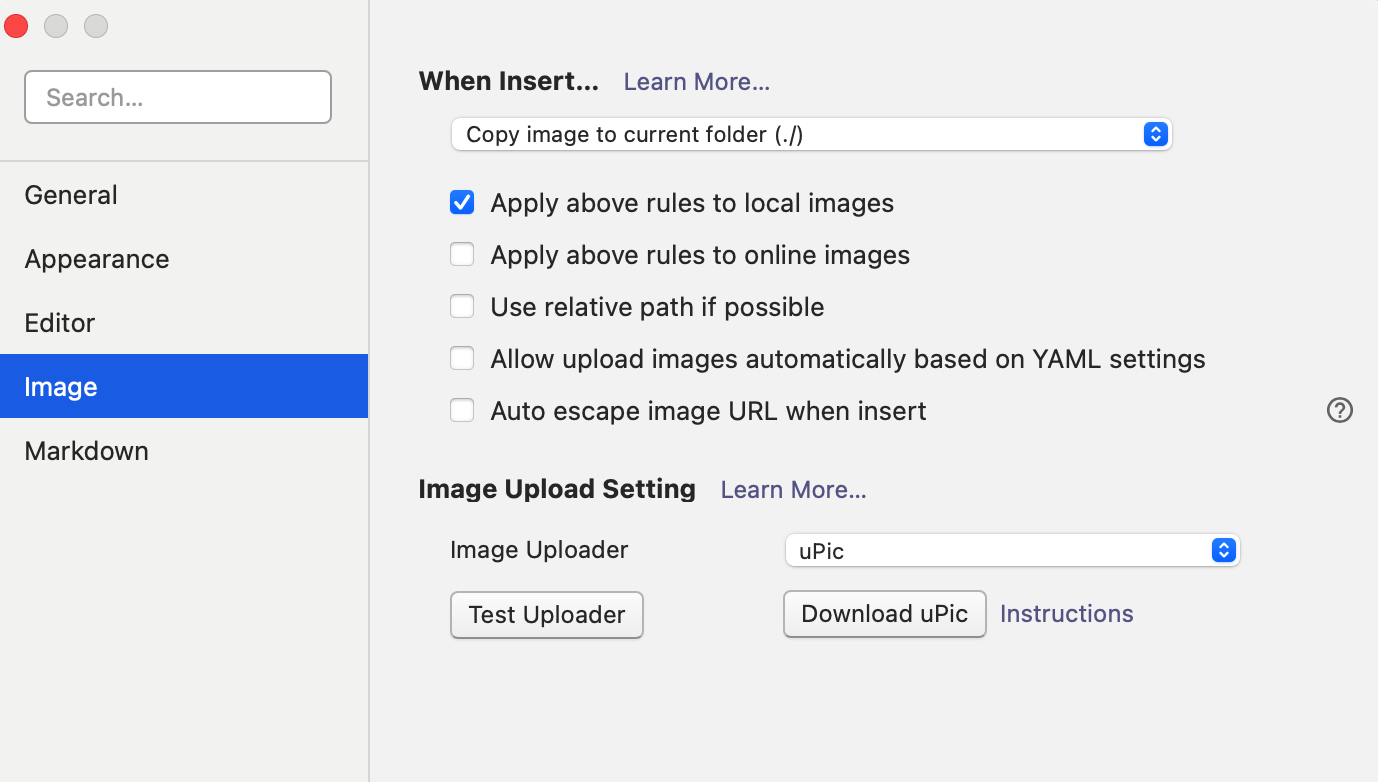 Search...
General
Appearance
Editor
Image
Markdown
When Insert... Learn More...
Copy image to current folder (./)
Apply above rules to local images
Apply above rules to online images
Use relative path if possible
Allow upload images automatically based on YAML settings
Auto escape image URL when insert
?
Image Upload Setting Learn More...
Image Uploader uPic
Test Uploader Download uPic Instructions